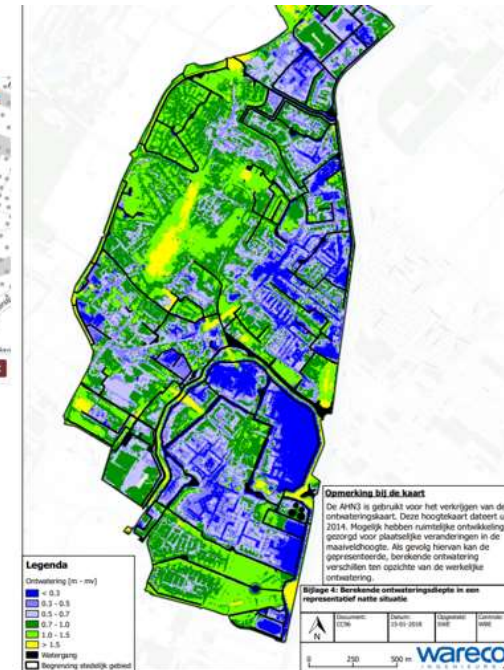 Opmerking bij de kaart
De AHN3 is gebruikt voor het verkrijgen van de
ontwateringskaart. Deze hoogtekaart dateert u
2014. Mogelijk hebben ruimtelijke ontwikkeling
gezorgd voor plaatselijke veranderingen in de
maaiveldhoogte. Als gevolg hiervan kan de
gepresenteerde, berekende ontwatering
verschillen ten opzichte van de werkelijke
ontwatering.
Legenda
Ontwatering [m - mv]
< 0.3
0.3 - 0.5
0.5 - 0.7
0.7 - 1.0
1.0 - 1.5
> 1.5
Watergang
Begrenzing stedelijk gebied
Bijlage 4: Berekende ontwateringsdiepte in een
representatief natte situatie
N
Document:
Datum:
Opgesteld:
Controle:
15-01-2018
0 250 500 m
wareco
INGENIEURS